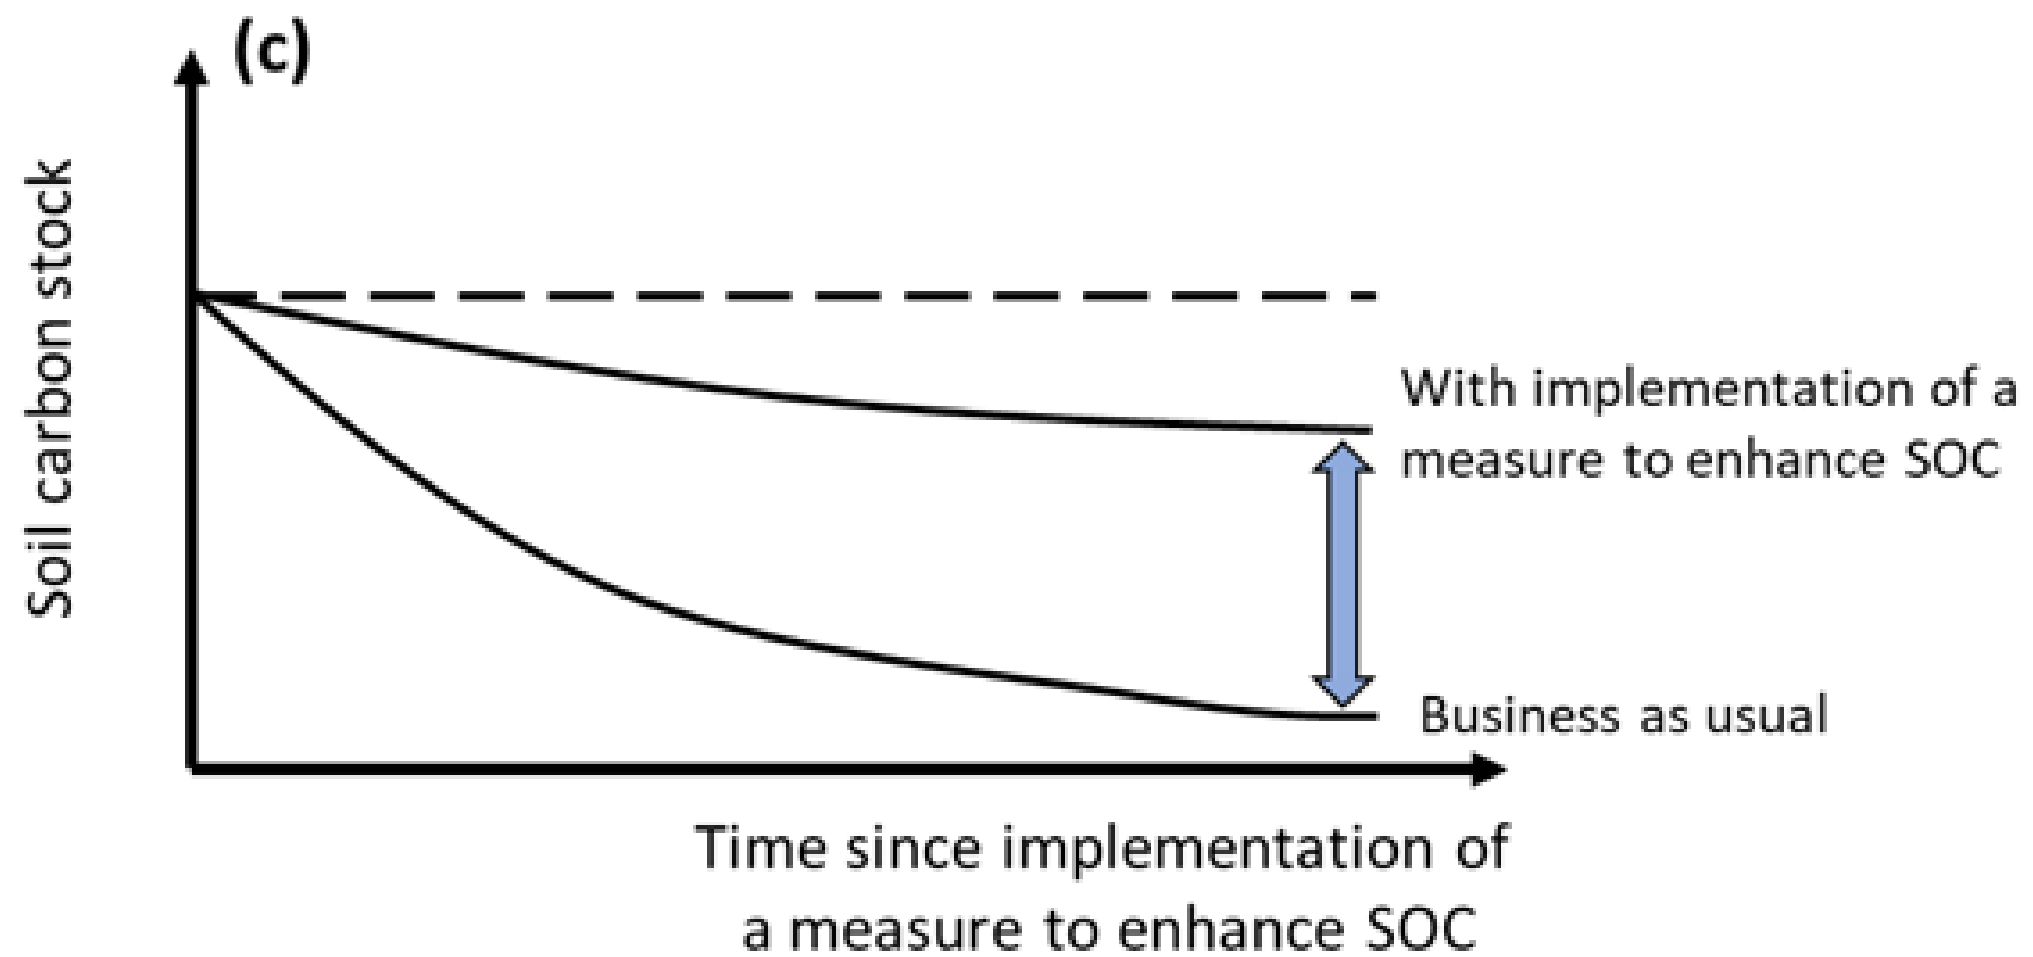 (c)
Soil carbon stock
With implementation of a
measure to enhance SOC
Business as usual
Time since implementation of
a measure to enhance SOC